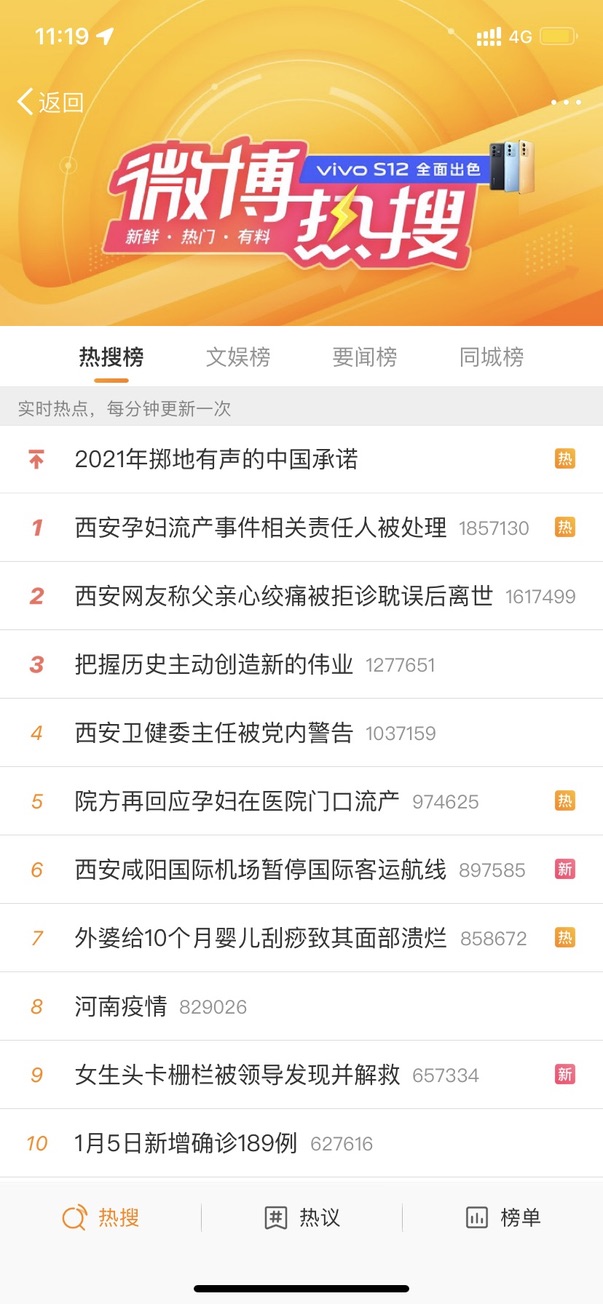 11:19
4G
返回
微博
vivo S12 全面出色
热搜
新鲜·热门·有料
热搜榜 文娱榜 要闻榜 同城榜
实时热点，每分钟更新一次
2021年掷地有声的中国承诺 热
1 西安孕妇流产事件相关责任人被处理 1857130 热
2 西安网友称父亲心绞痛被拒诊耽误后离世 1617499
3 把握历史主动创造新的伟业 1277651
4 西安卫健委主任被党内警告 1037159
5 院方再回应孕妇在医院门口流产 974625 热
6 西安咸阳国际机场暂停国际客运航线 897585 新
7 外婆给10个月婴儿刮痧致其面部溃烂 858672 热
8 河南疫情 829026
9 女生头卡栅栏被领导发现并解救 657334 新
10 1月5日新增确诊189例 627616
热搜 热议 榜单